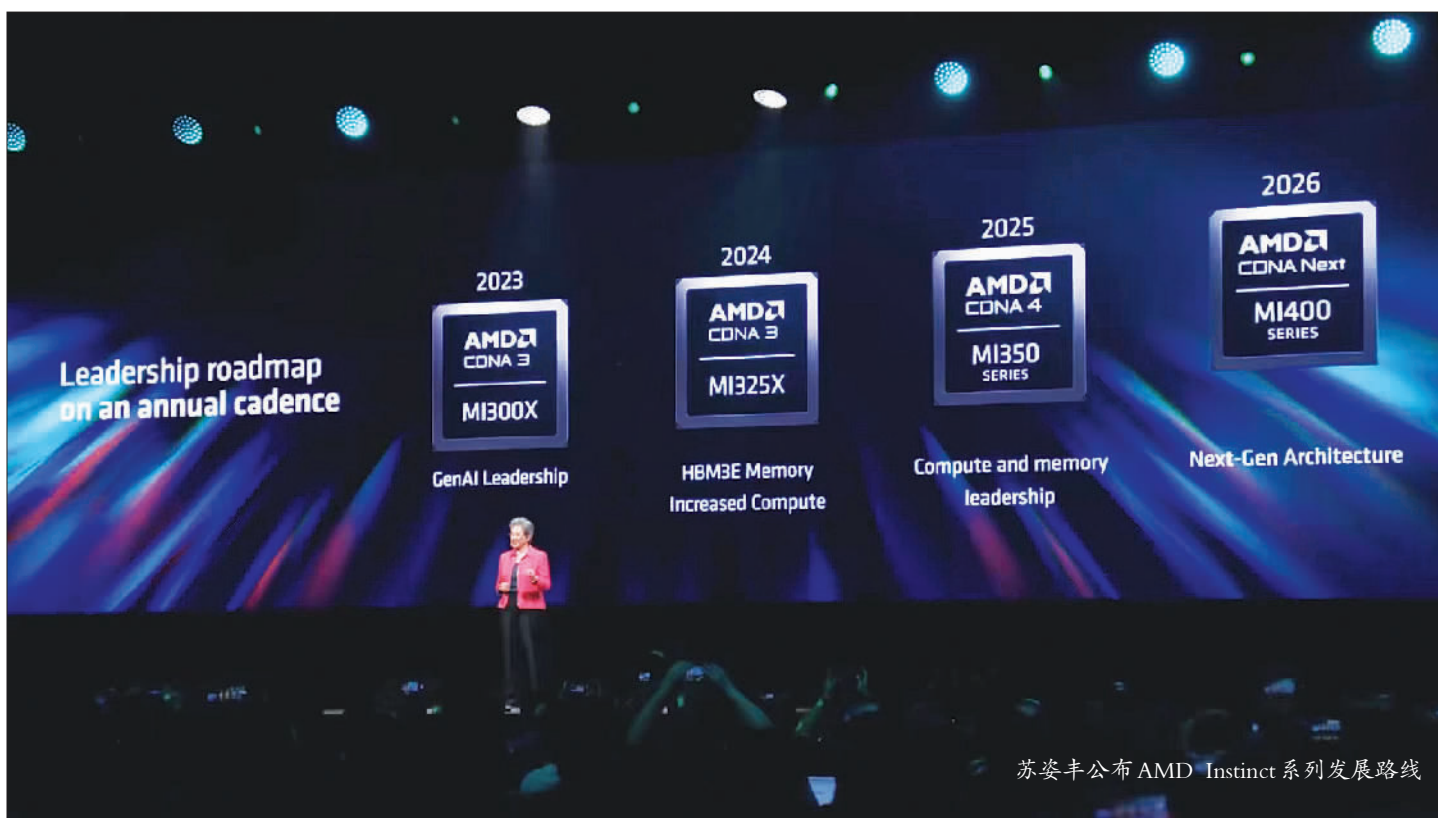 Leadership roadmap
on an annual cadence
2023
AMD
CDNA 3
MI300X
GenAI Leadership
2024
AMD
CDNA 3
MI325X
HBM3E Memory
Increased Compute
2025
AMD
CDNA 4
MI350
SERIES
Compute and memory
leadership
2026
AMD
CDNA Next
MI400
SERIES
Next-Gen Architecture
苏姿丰公布AMD Instinct系列发展路线